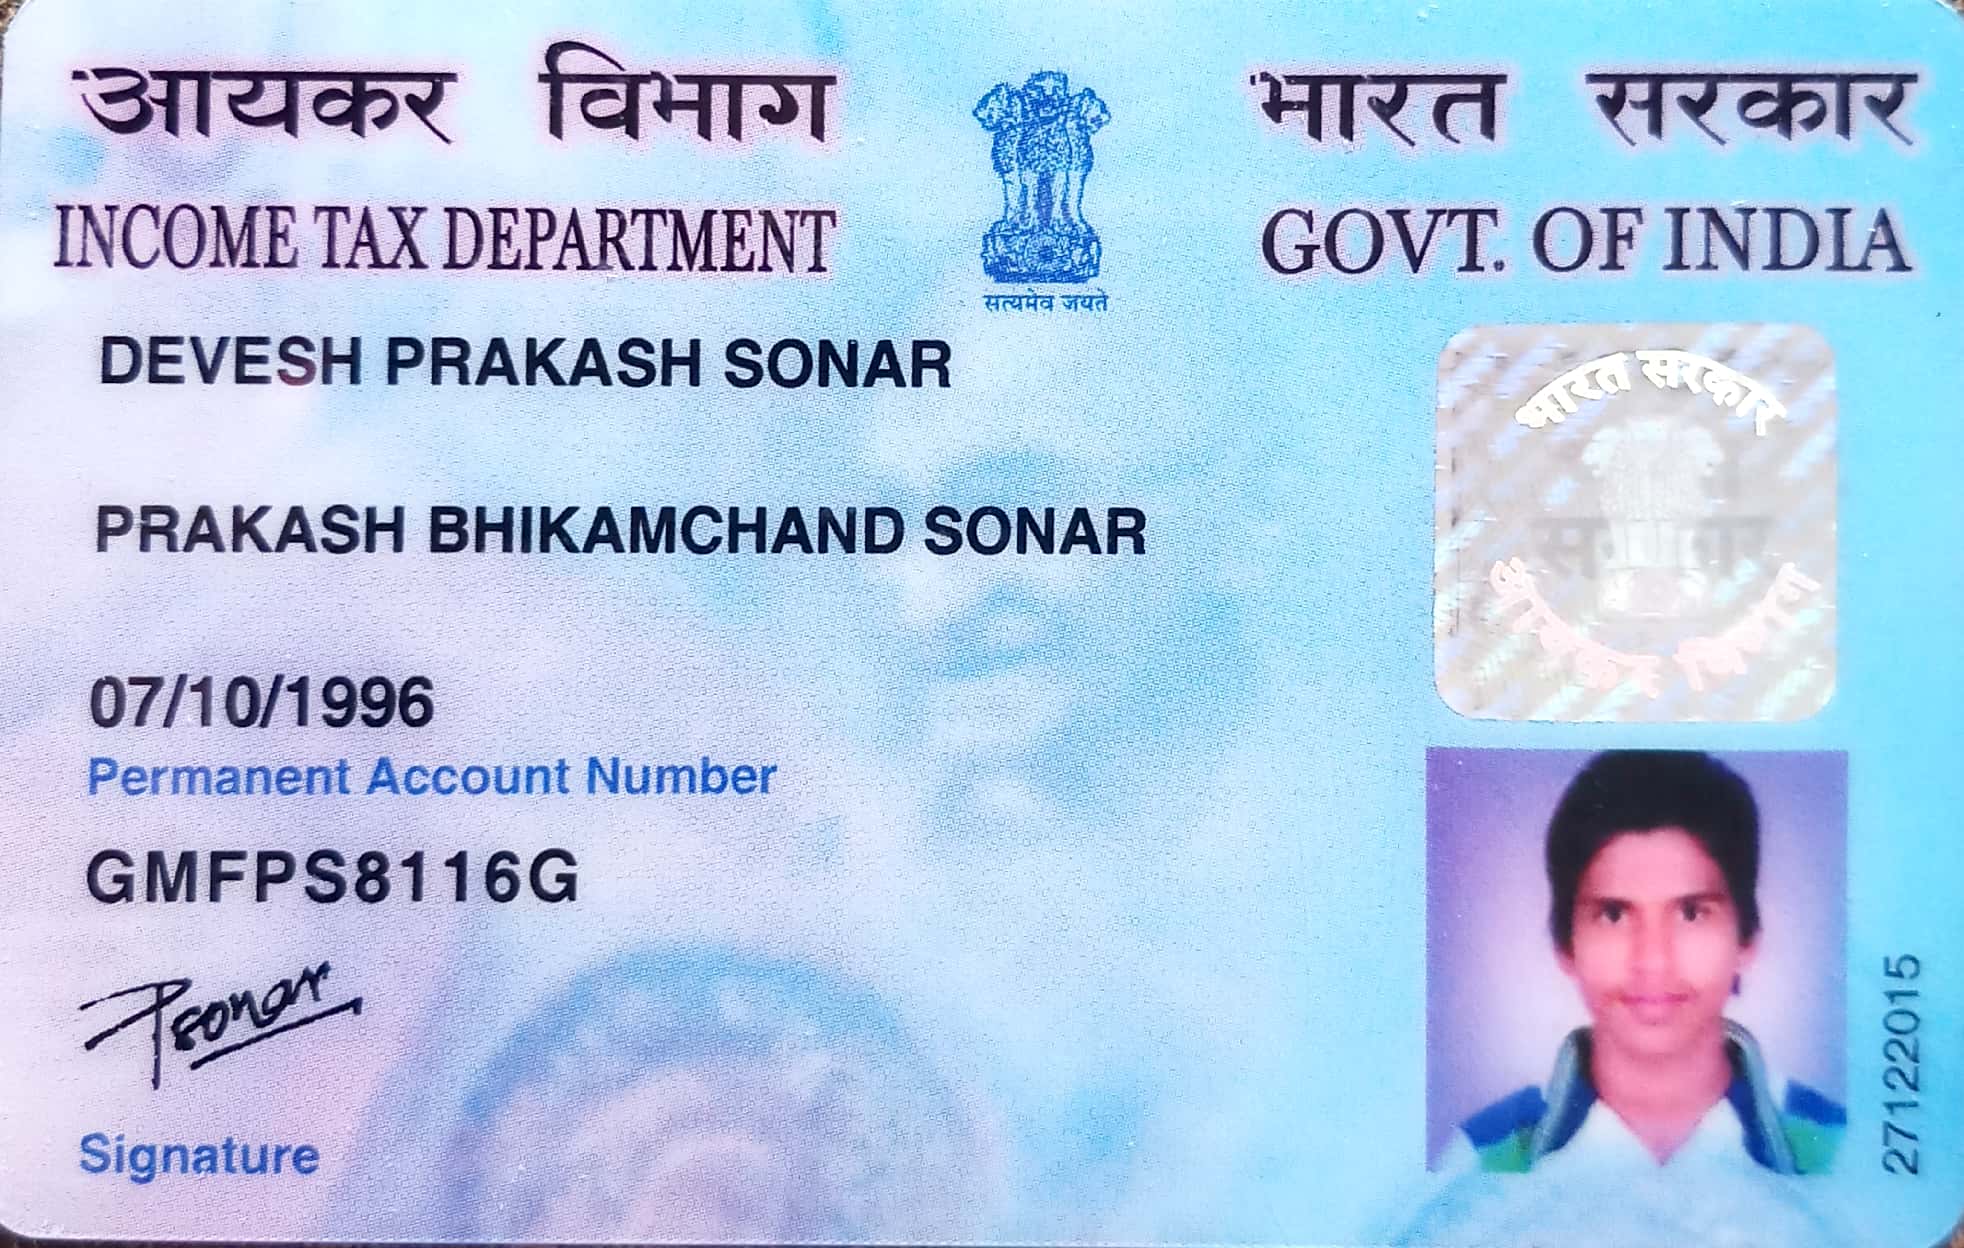 आयकर विभाग
INCOME TAX DEPARTMENT
सत्यमेव जयते
भारत सरकार
GOVT. OF INDIA
DEVESH PRAKASH SONAR
PRAKASH BHIKAMCHAND SONAR
07/10/1996
Permanent Account Number
GMFPS8116G
Psonar
Signature
भारत सरकार
आयकर विभाग
27122015